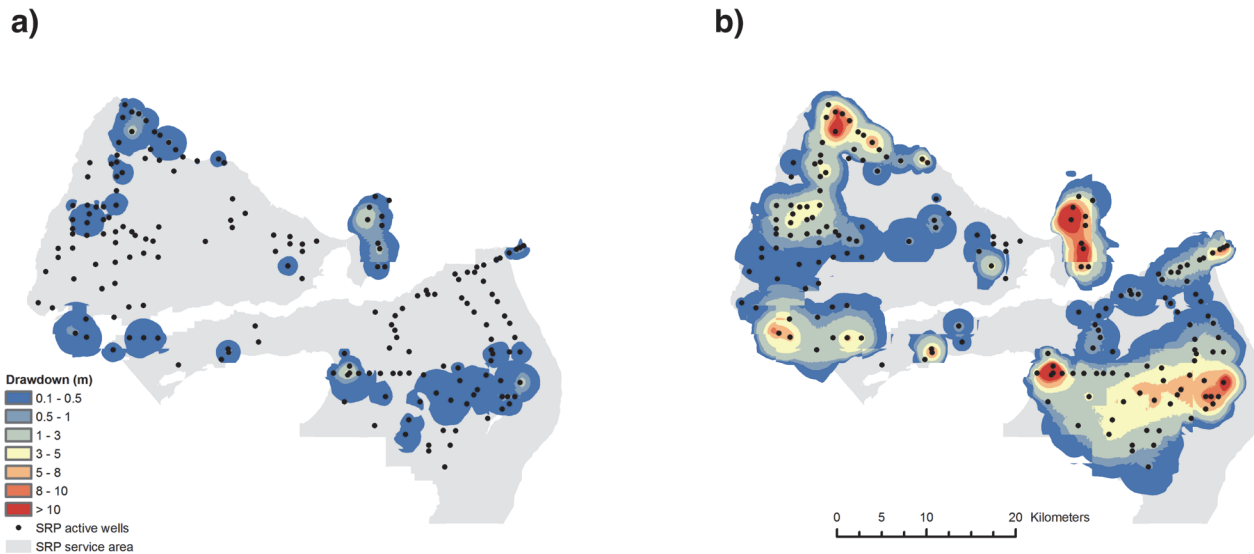 a)
b)
Drawdown (m)
0.1 - 0.5
0.5 - 1
1 - 3
3 - 5
5 - 8
8 - 10
> 10
SRP active wells
SRP service area
0 5 10 20 Kilometers